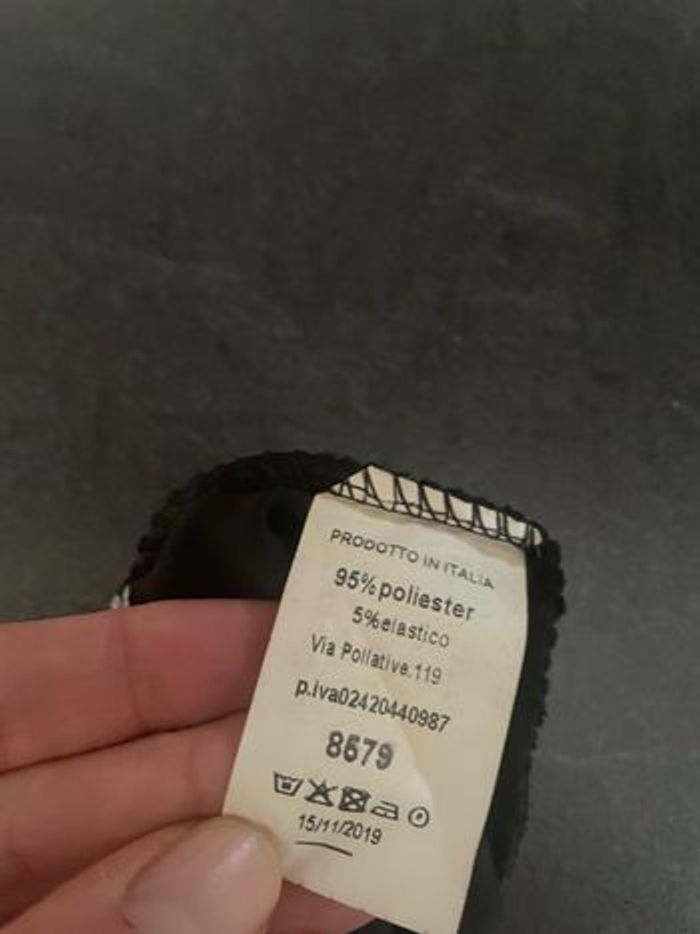 PRODOTTO IN ITALIA
95%poliester
5%elastico
Via Pollative.119
p.iva02420440987
8579
15/11/2019